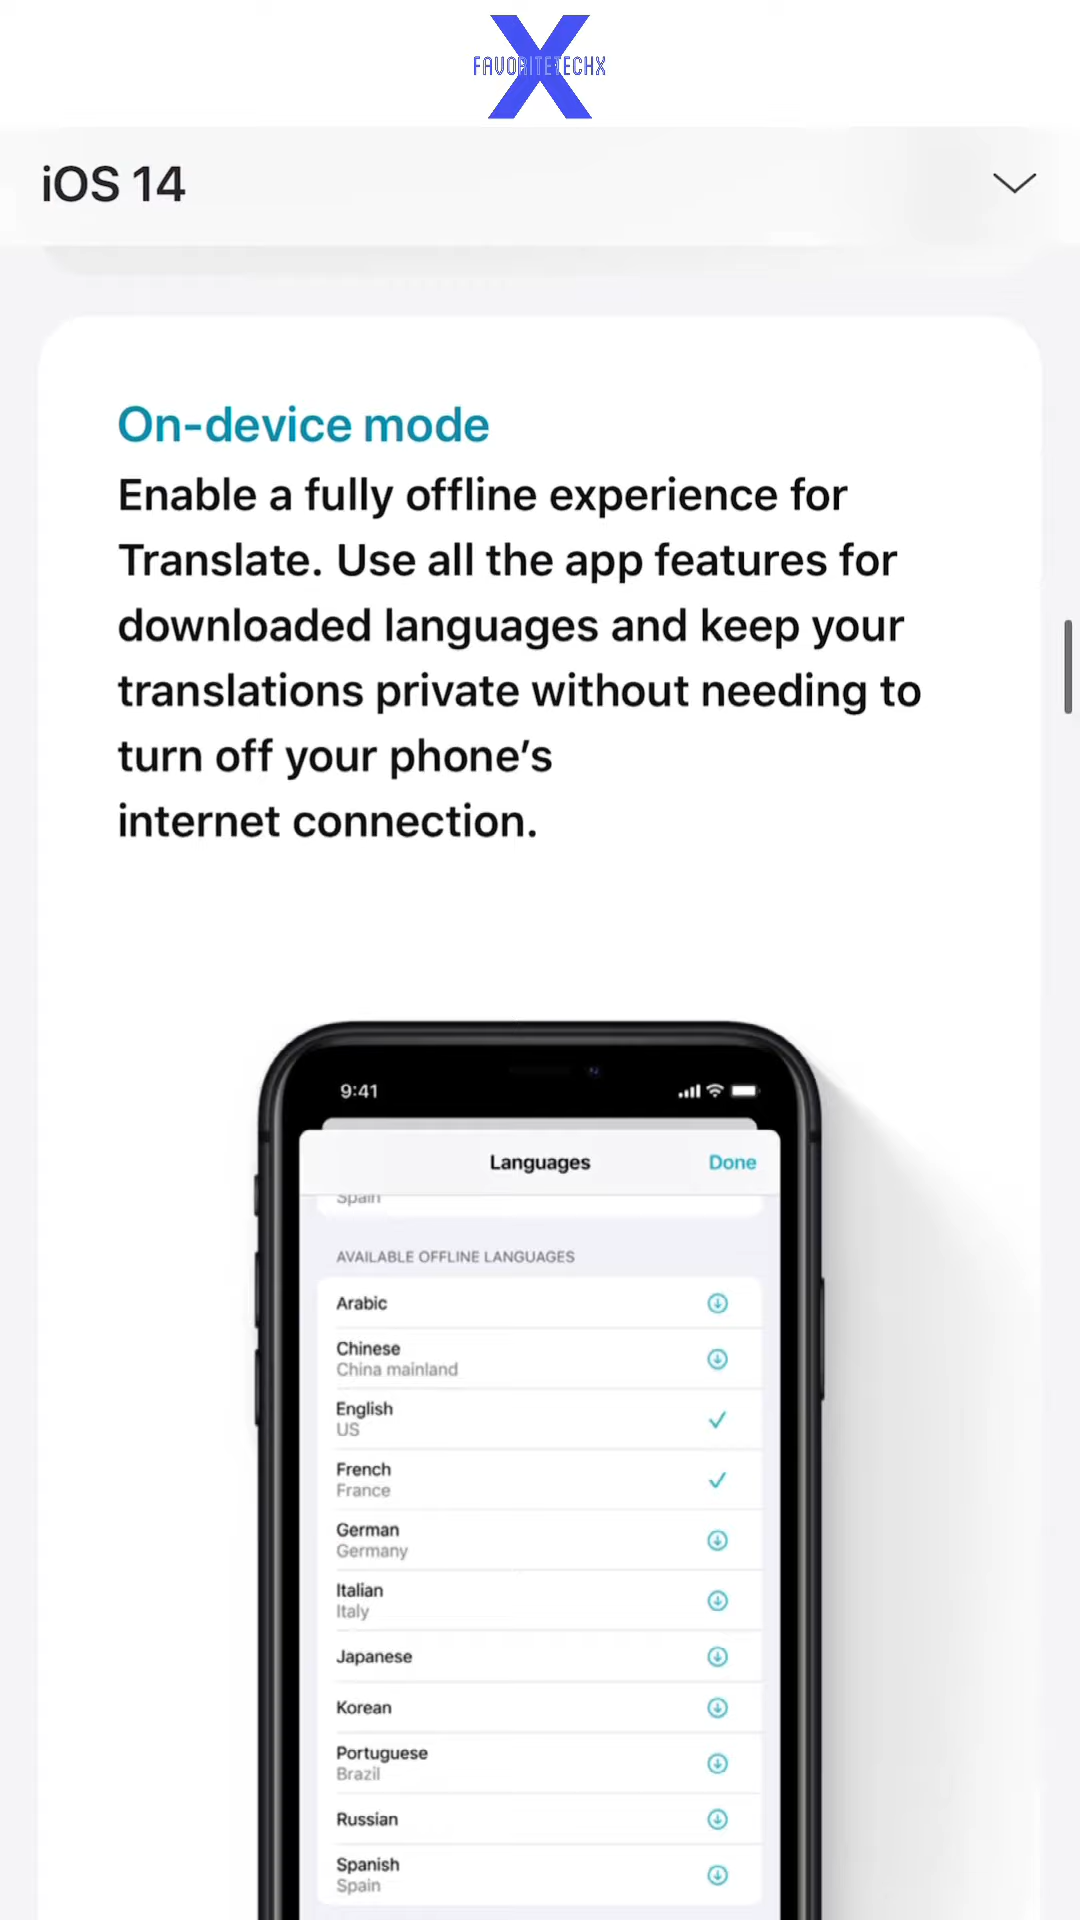 FAVORITETECHX
iOS 14
On-device mode
Enable a fully offline experience for
Translate. Use all the app features for
downloaded languages and keep your
translations private without needing to
turn off your phone’s
internet connection.
9:41
Languages
Done
Spain
AVAILABLE OFFLINE LANGUAGES
Arabic
Chinese
China mainland
English
US
French
France
German
Germany
Italian
Italy
Japanese
Korean
Portuguese
Brazil
Russian
Spanish
Spain